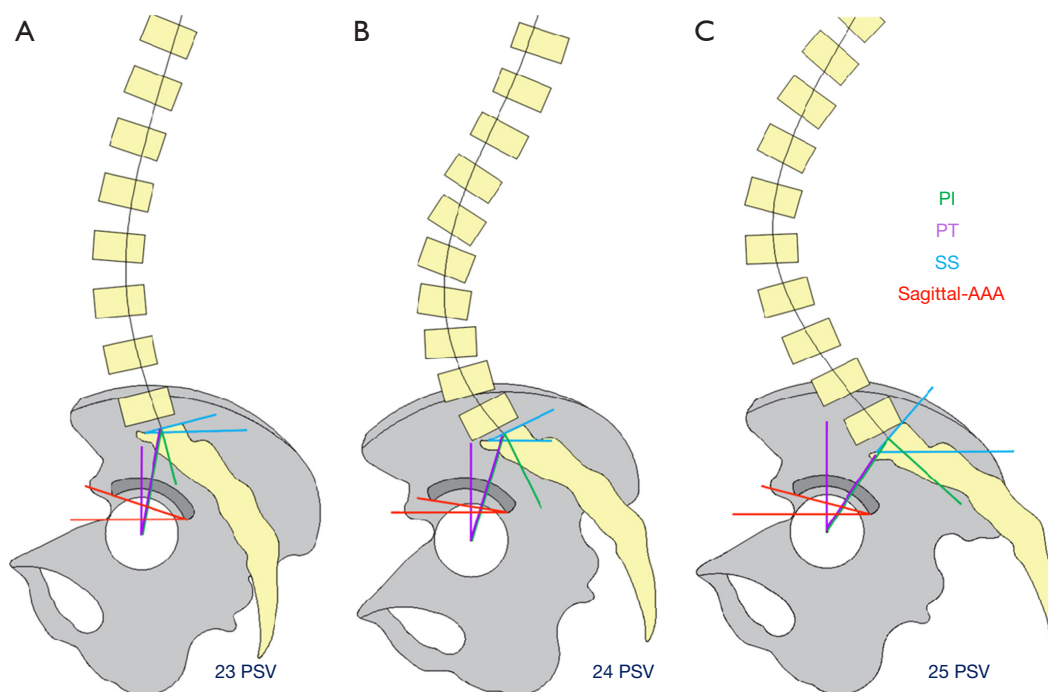 A
B
C
PI
PT
SS
Sagittal-AAA
23 PSV
24 PSV
25 PSV